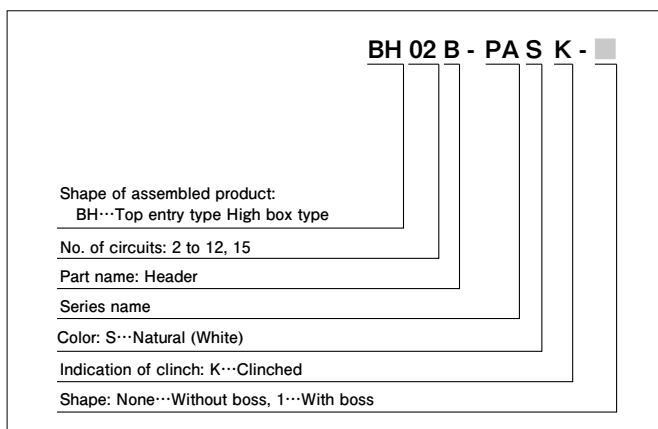 BH 02 B - PA S K - 
Shape of assembled product:
BH⋯Top entry type High box type
No. of circuits: 2 to 12, 15
Part name: Header
Series name
Color: S⋯Natural (White)
Indication of clinch: K⋯Clinched
Shape: None⋯Without boss, 1⋯With boss